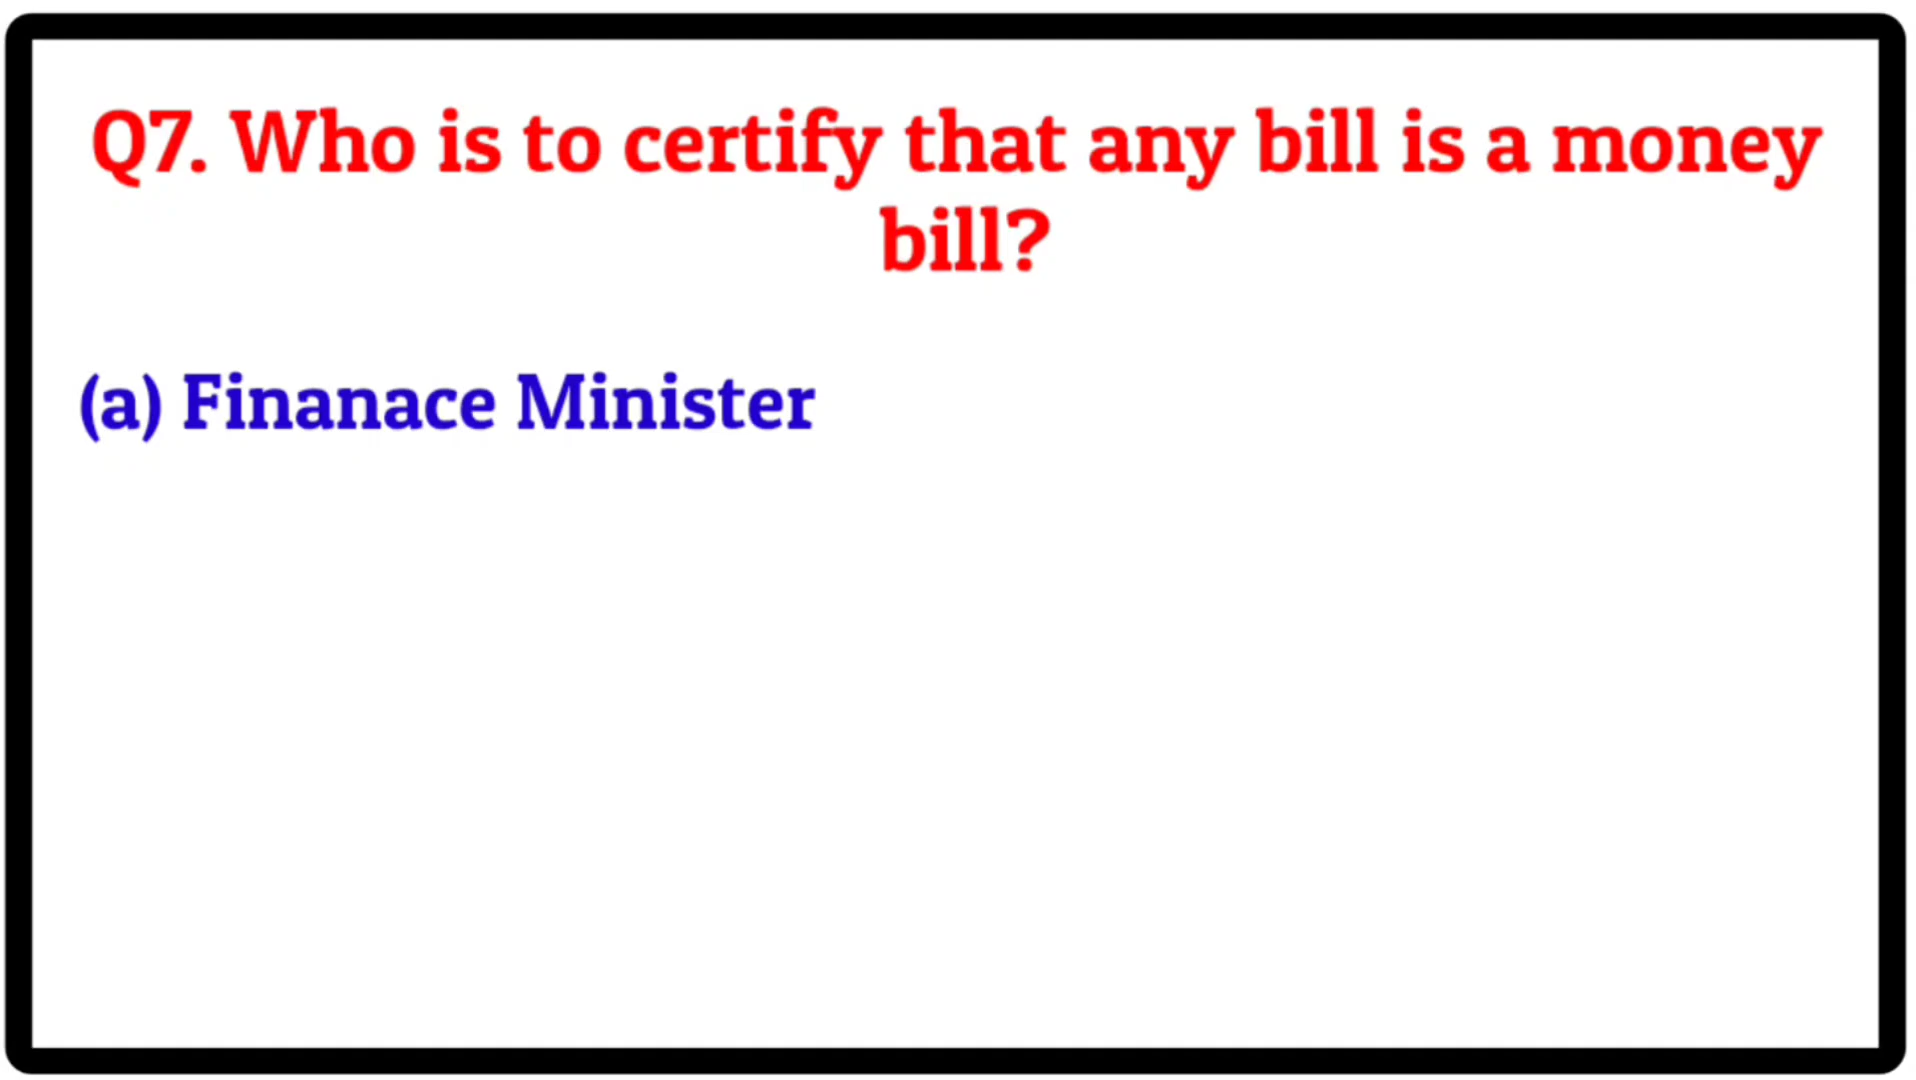 Q7. Who is to certify that any bill is a money
bill?
(a) Finanace Minister